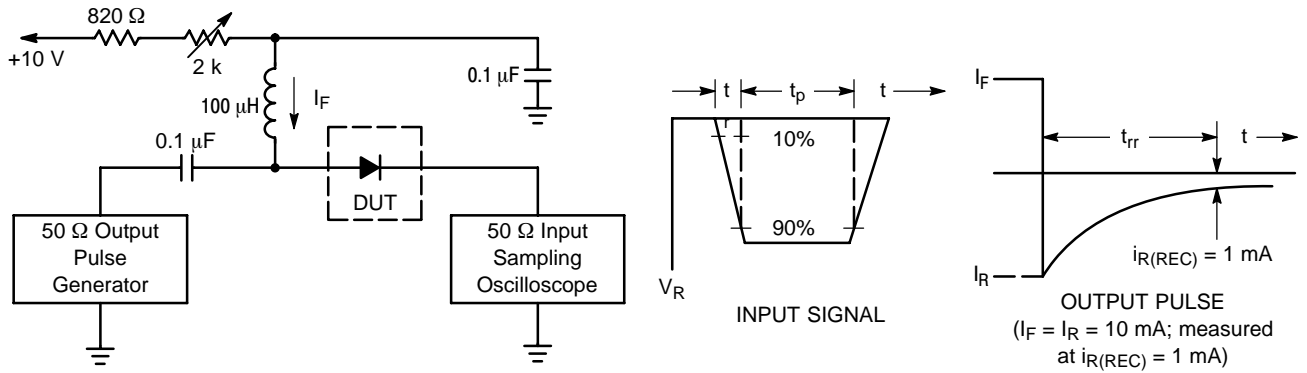 820 Ω
+10 V
2 k
100 µH
I_F
0.1 µF
0.1 µF
DUT
50 Ω Output
Pulse
Generator
50 Ω Input
Sampling
Oscilloscope
t
t_p
t
r
10%
90%
V_R
INPUT SIGNAL
I_F
t_rr
t
i_R(REC) = 1 mA
I_R
OUTPUT PULSE
(I_F = I_R = 10 mA; measured
at i_R(REC) = 1 mA)